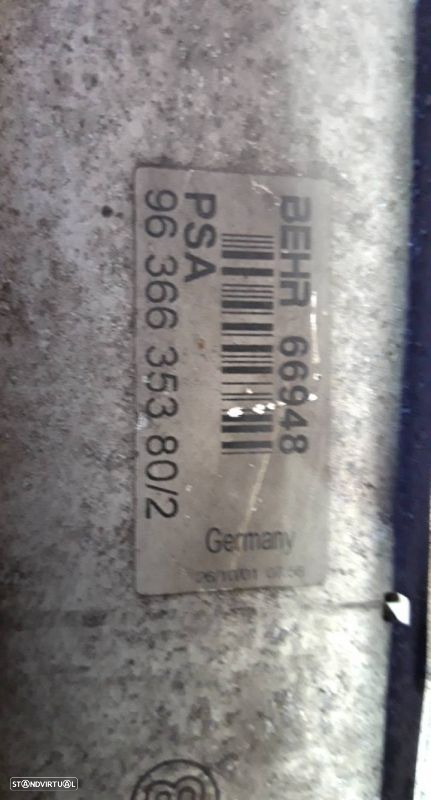 BEHR 66948
PSA
96 366 353 80/2
Germany
STANDVIRTUAL